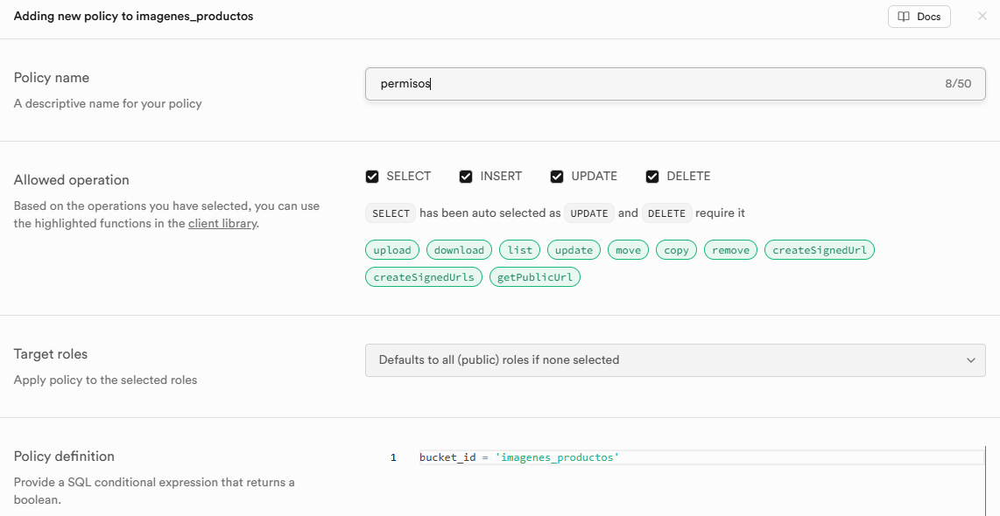 Adding new policy to imagenes_productos
Docs
Policy name
A descriptive name for your policy
permisos
8/50
Allowed operation
Based on the operations you have selected, you can use
the highlighted functions in the client library.
SELECT INSERT UPDATE DELETE
SELECT has been auto selected as UPDATE and DELETE require it
upload download list update move copy remove createSignedUrl
createSignedUrls getPublicUrl
Target roles
Apply policy to the selected roles
Defaults to all (public) roles if none selected
Policy definition
Provide a SQL conditional expression that returns a
boolean.
1 bucket_id = 'imagenes_productos'